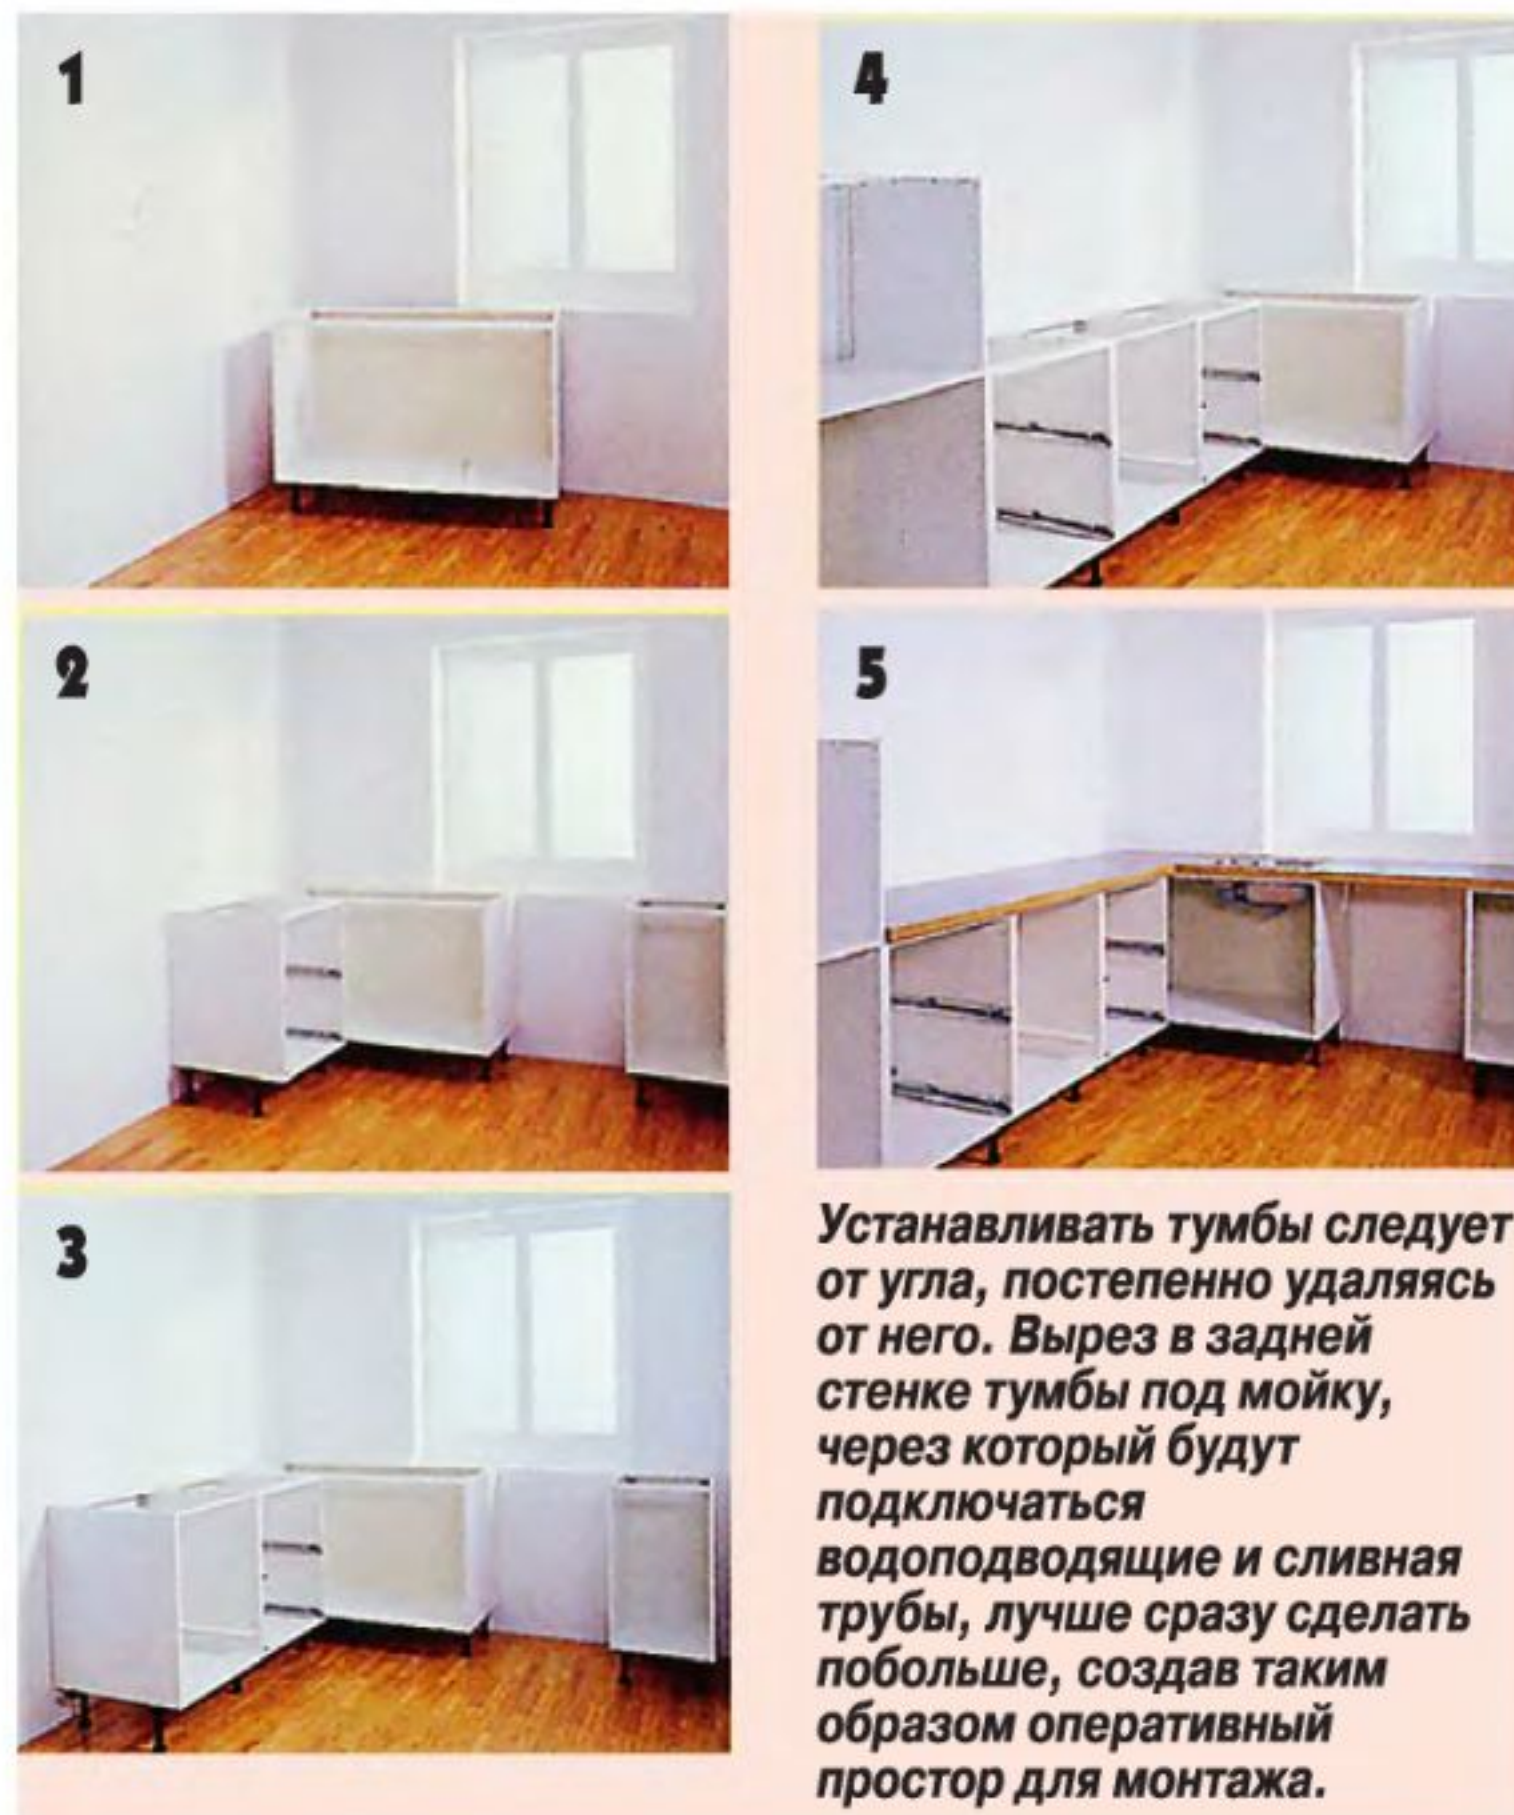 1
4
2
5
3
Устанавливать тумбы следует
от угла, постепенно удаляясь
от него. Вырез в задней
стенке тумбы под мойку,
через который будут
подключаться
водоподводящие и сливная
трубы, лучше сразу сделать
побольше, создав таким
образом оперативный
простор для монтажа.